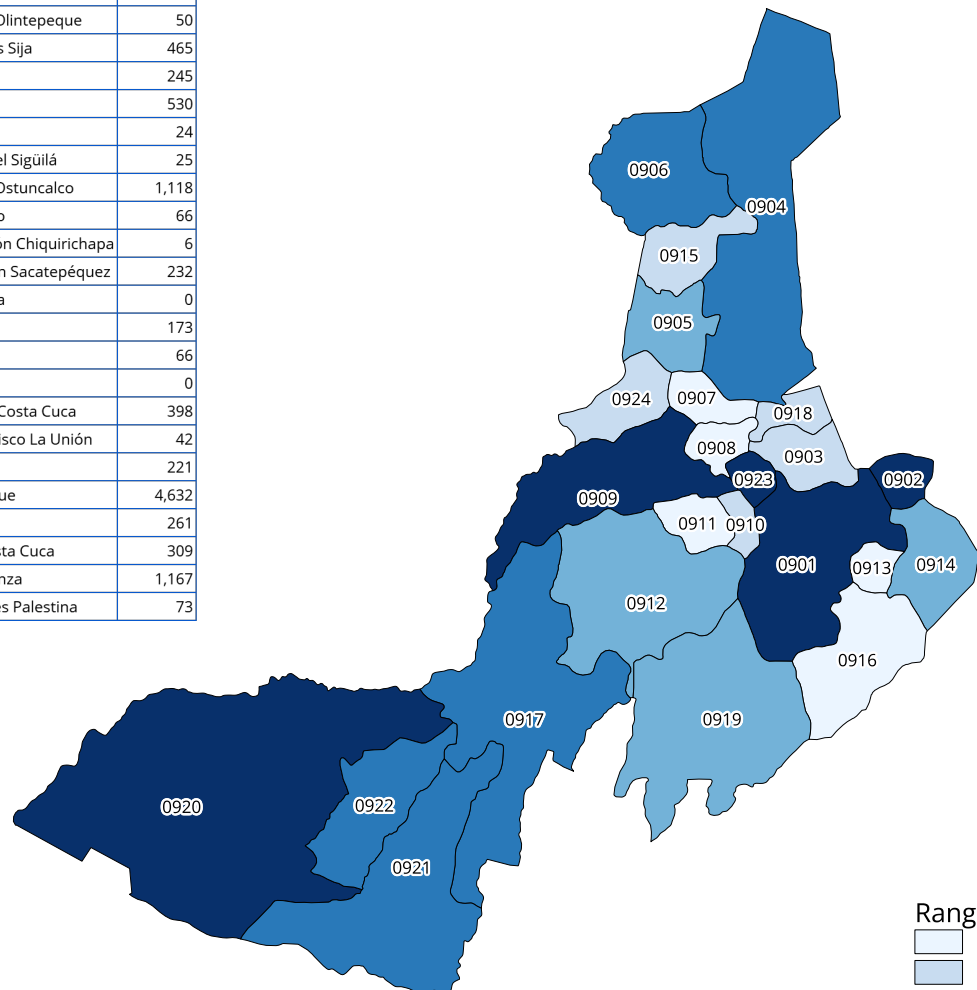 Olintepeque 50
s Sija 465
245
530
24
el Sigüilá 25
Ostuncalco 1,118
o 66
ón Chiquirichapa 6
n Sacatepéquez 232
a 0
173
66
0
Costa Cuca 398
isco La Unión 42
221
ue 4,632
261
sta Cuca 309
nza 1,167
es Palestina 73
0906
0904
0915
0905
0924
0907
0918
0908
0903
0923
0902
0909
0911
0910
0901
0913
0914
0912
0916
0917
0919
0920
0922
0921
Rang